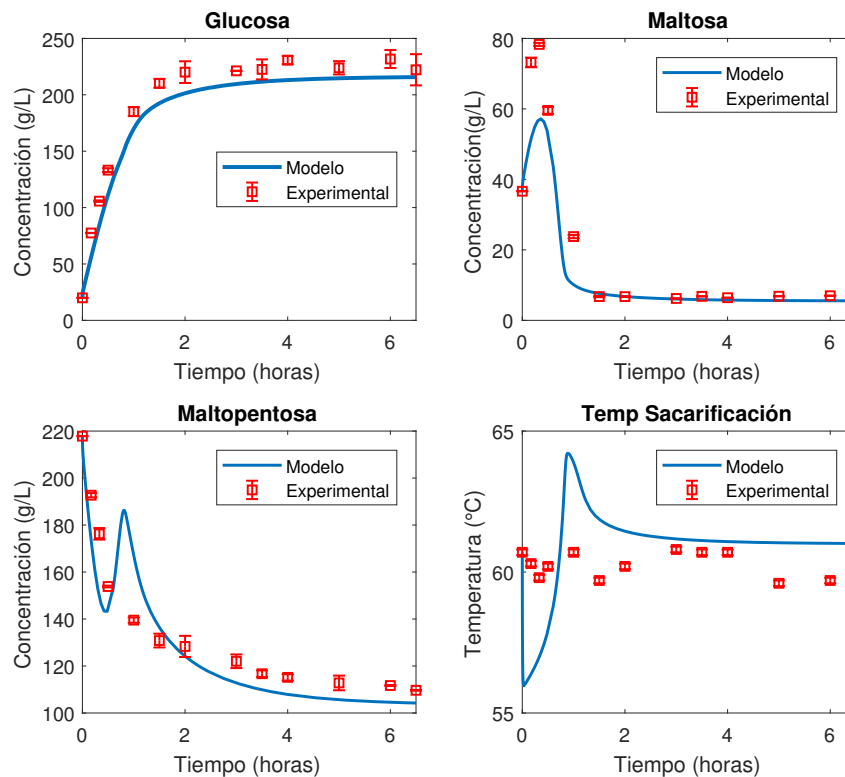 Glucosa
250
200
150
100
50
0
Concentración (g/L)
Modelo
Experimental
0 2 4 6
Tiempo (horas)
Maltosa
80
60
40
20
0
Concentración(g/L)
Modelo
Experimental
0 2 4 6
Tiempo (horas)
Maltopentosa
220
200
180
160
140
120
100
Concentración (g/L)
Modelo
Experimental
0 2 4 6
Tiempo (horas)
Temp Sacarificación
65
60
55
Temperatura (°C)
Modelo
Experimental
0 2 4 6
Tiempo (horas)